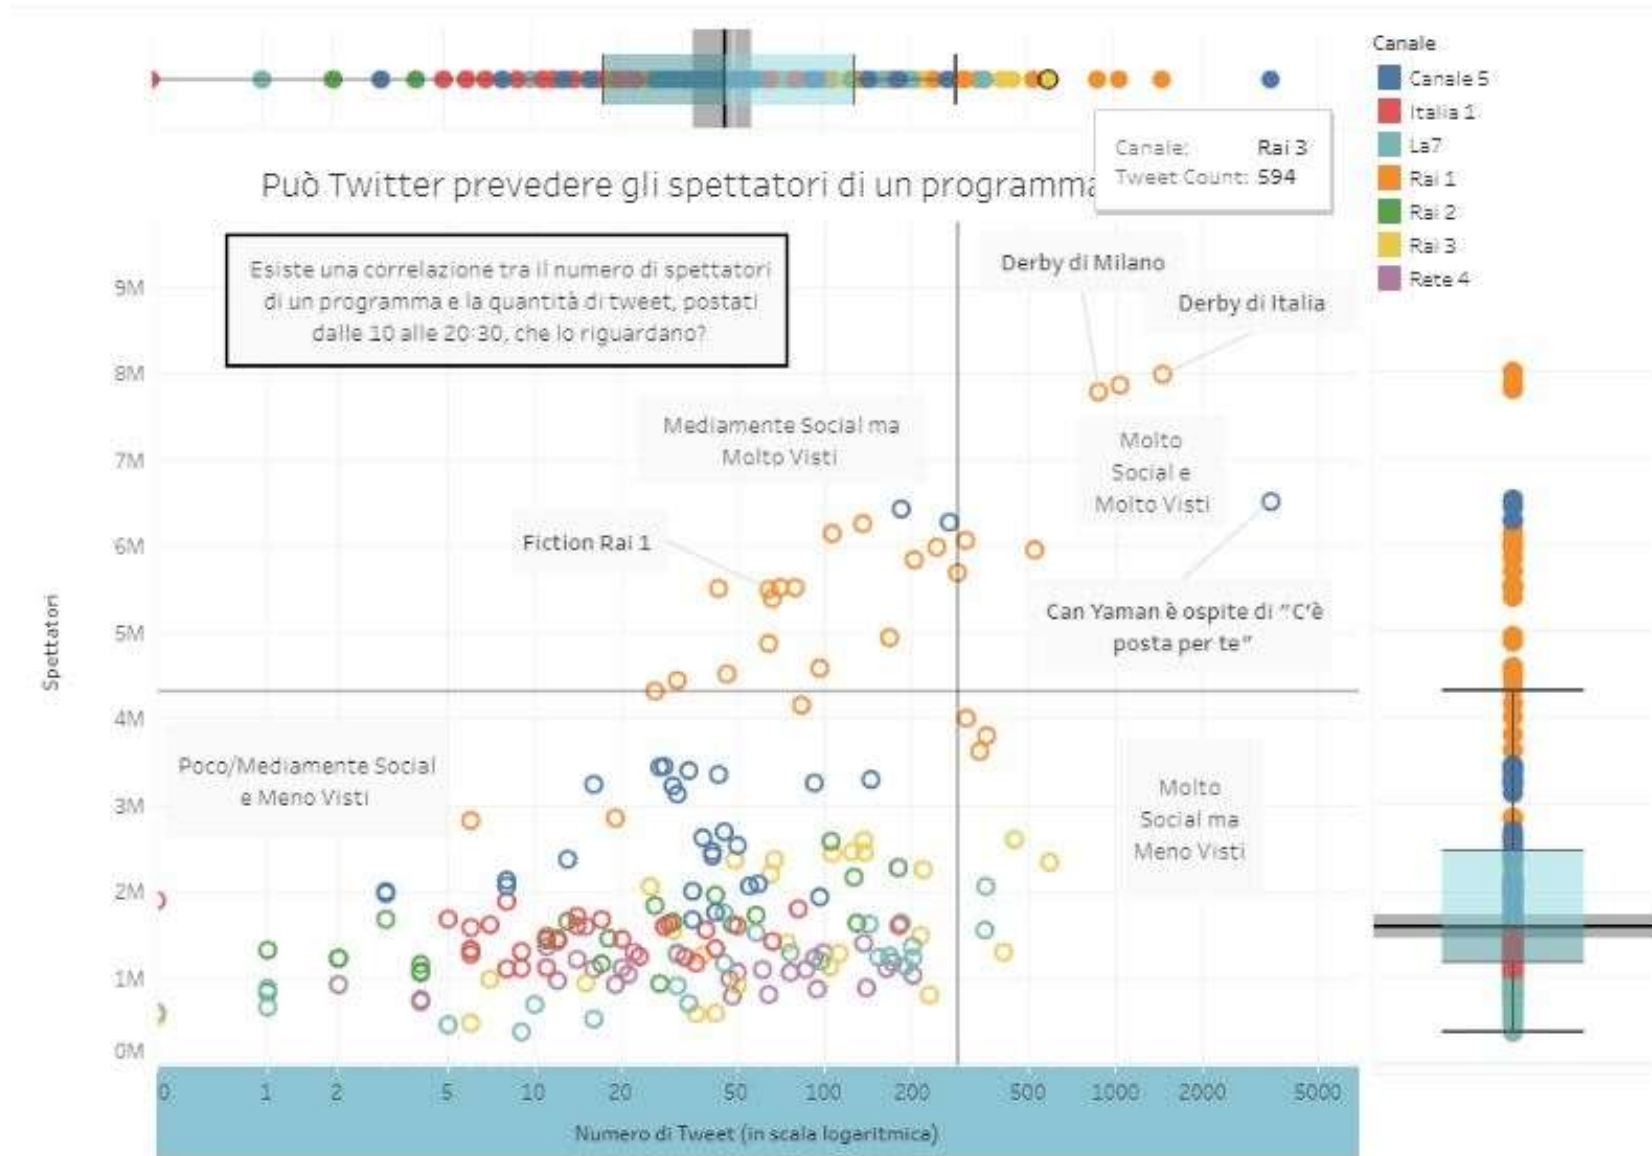 Canale
Canale 5
Italia 1
La7
Rai 1
Rai 2
Rai 3
Rete 4
Canale: Rai 3
Tweet Count: 594
Può Twitter prevedere gli spettatori di un programma
Esiste una correlazione tra il numero di spettatori
di un programma e la quantità di tweet, postati
dalle 10 alle 20:30, che lo riguardano?
Derby di Milano
Derby di Italia
Mediamente Social ma
Molto Visti
Molto
Social e
Molto Visti
Fiction Rai 1
Can Yaman è ospite di "C'è
posta per te"
Poco/Mediamente Social
e Meno Visti
Molto
Social ma
Meno Visti
Spettatori
9M
8M
7M
6M
5M
4M
3M
2M
1M
0M
0 1 2 5 10 20 50 100 200 500 1000 2000 5000
Numero di Tweet (in scala logaritmica)